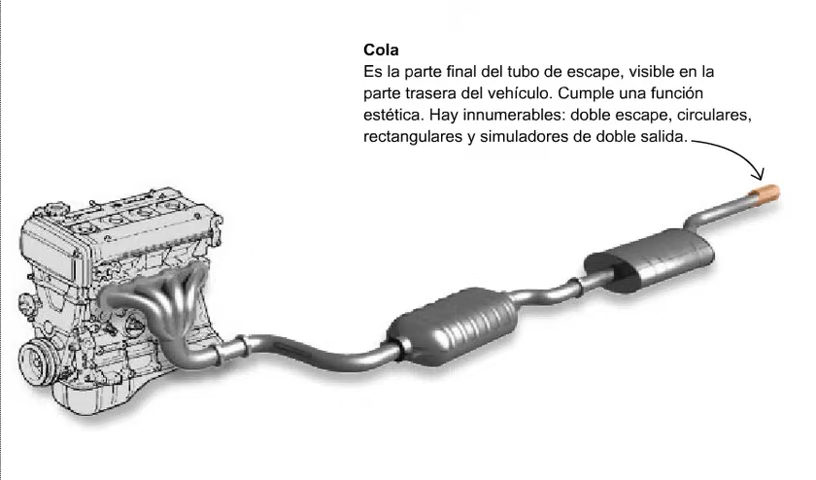 Cola
Es la parte final del tubo de escape, visible en la
parte trasera del vehículo. Cumple una función
estética. Hay innumerables: doble escape, circulares,
rectangulares y simuladores de doble salida.